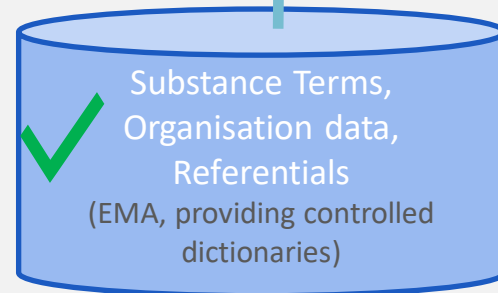 Substance Terms,
Organisation data,
Referentials
(EMA, providing controlled
dictionaries)